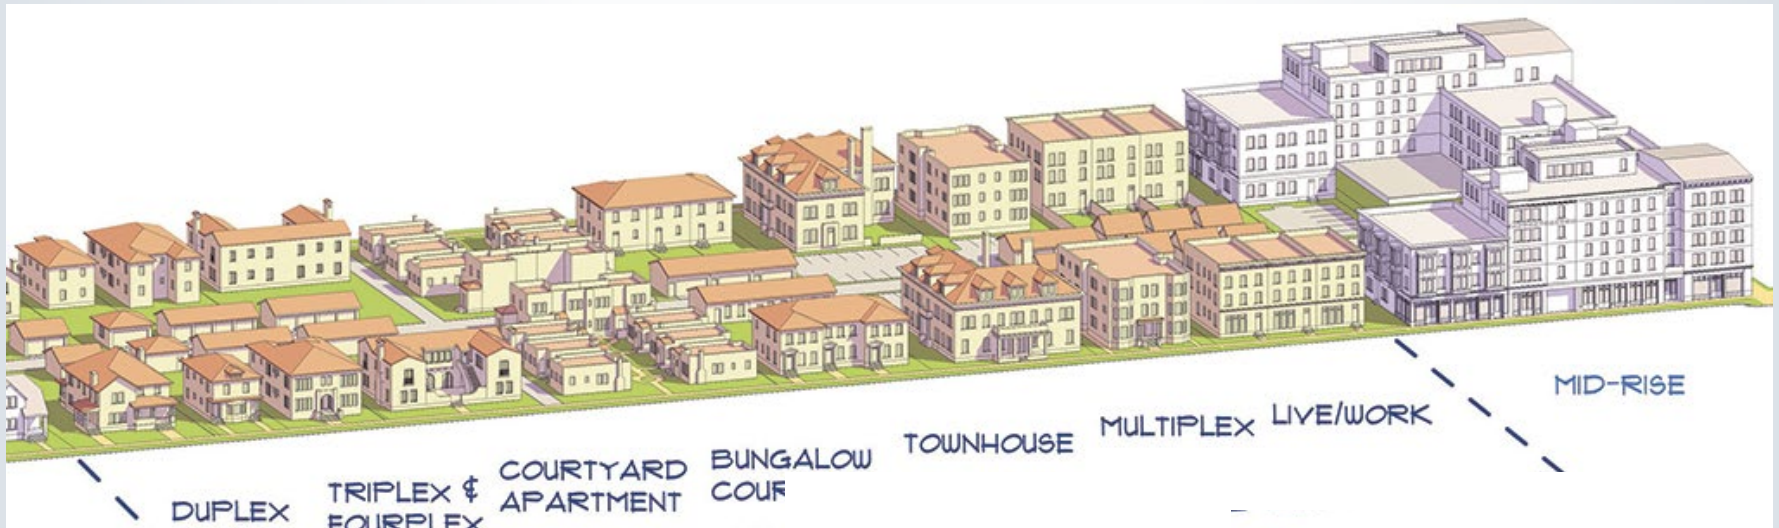 DUPLEX
TRIPLEX &
FOURPLEX
COURTYARD
APARTMENT
BUNGALOW
COUR
TOWNHOUSE
MULTIPLEX
LIVE/WORK
MID-RISE